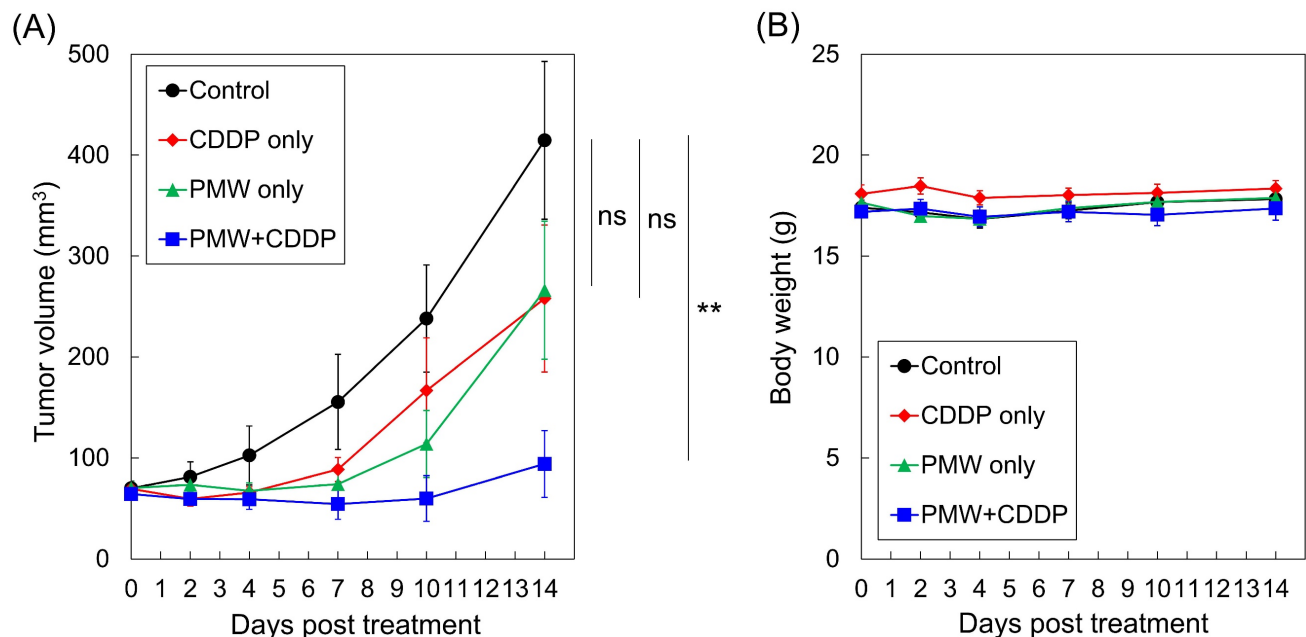 (A)
500
400
300
200
100
0
Tumor volume (mm³)
Control
CDDP only
PMW only
PMW+CDDP
ns
ns
**
0 1 2 3 4 5 6 7 8 9 10 11 12 13 14
Days post treatment
(B)
25
20
15
10
5
0
Body weight (g)
Control
CDDP only
PMW only
PMW+CDDP
0 1 2 3 4 5 6 7 8 9 10 11 12 13 14
Days post treatment